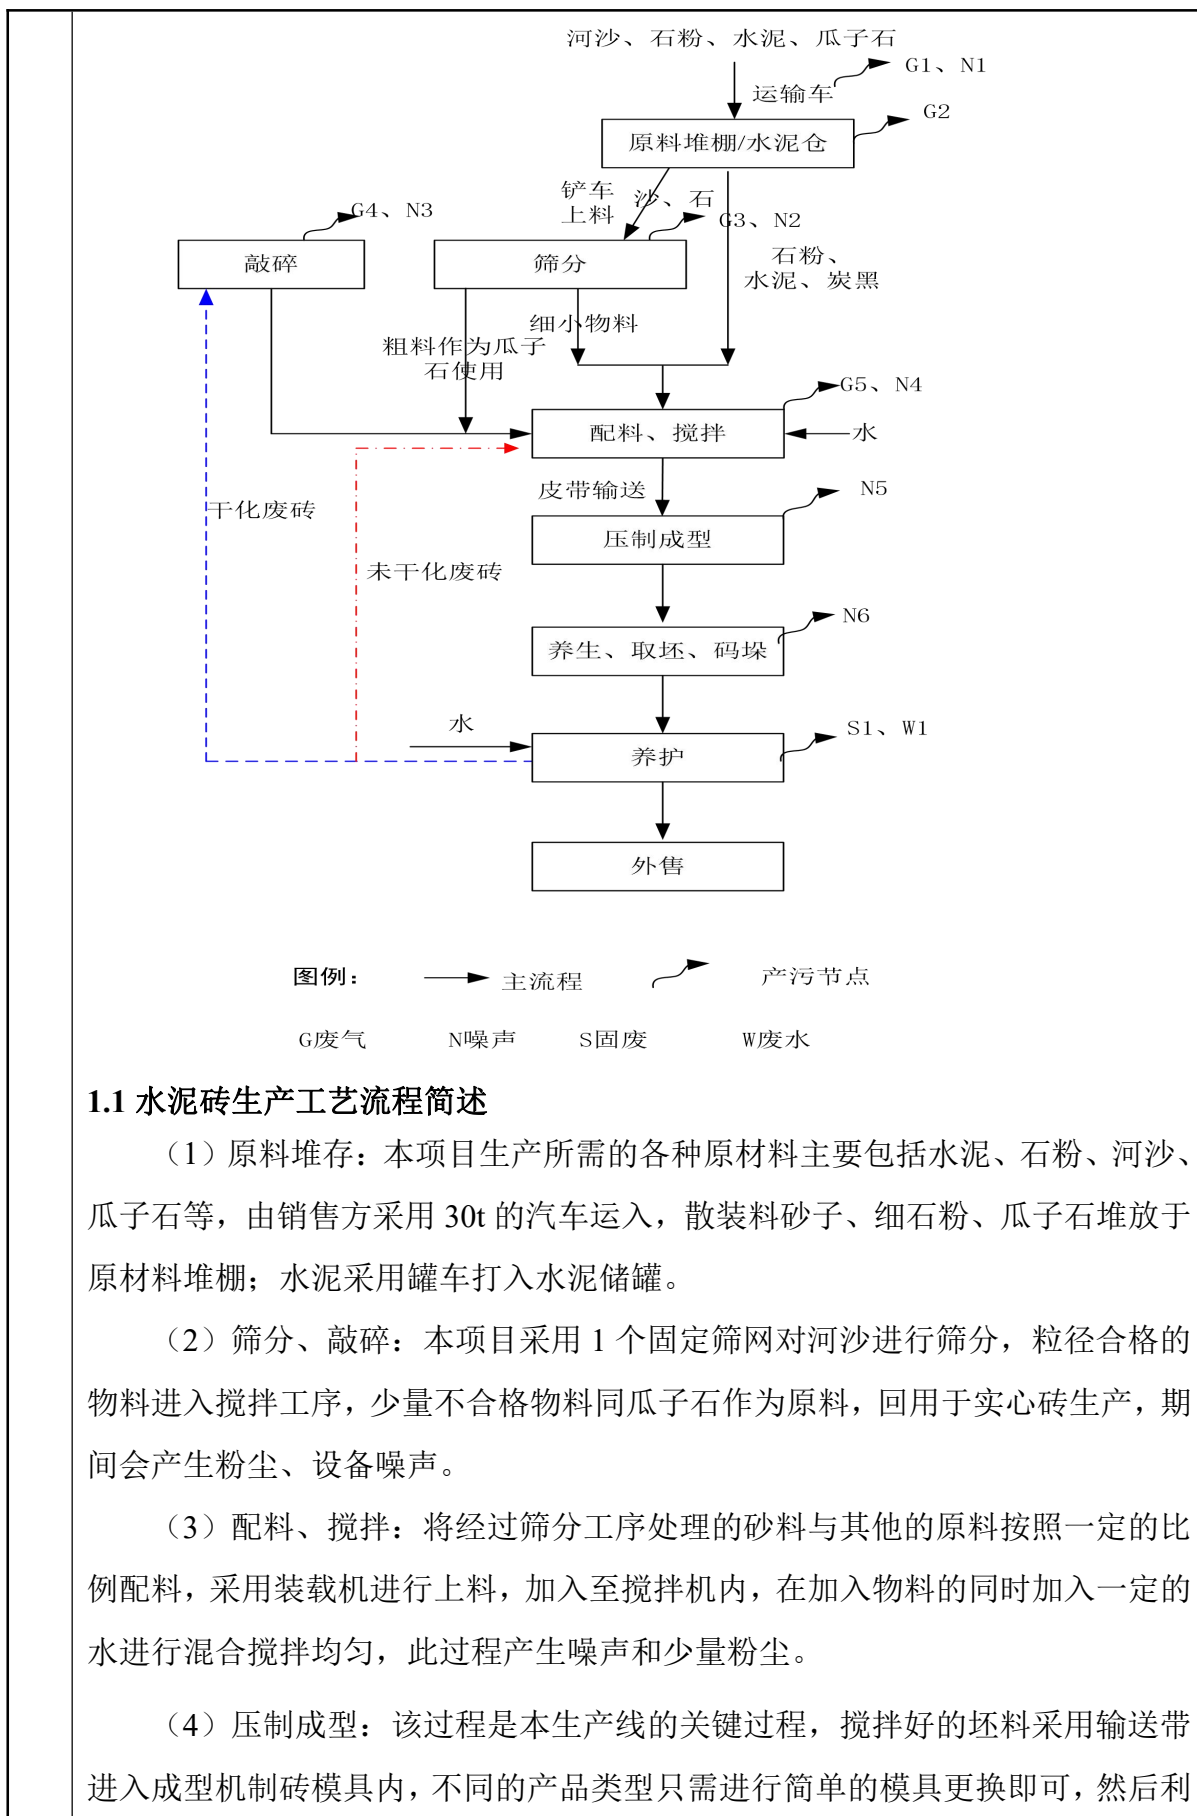 河沙、石粉、水泥、瓜子石
G1、N1
运输车
G2
原料堆棚/水泥仓
铲车
上料
沙、石
G4、N3
G3、N2
敲碎
筛分
石粉、
水泥、炭黑
细小物料
粗料作为瓜子
石使用
G5、N4
配料、搅拌
水
皮带输送
N5
干化废砖
压制成型
未干化废砖
N6
养生、取坯、码垛
水
S1、W1
养护
外售
图例：
主流程
产污节点
G废气
N噪声
S固废
W废水
1.1 水泥砖生产工艺流程简述
（1）原料堆存：本项目生产所需的各种原材料主要包括水泥、石粉、河沙、
瓜子石等，由销售方采用 30t 的汽车运入，散装料砂子、细石粉、瓜子石堆放于
原材料堆棚；水泥采用罐车打入水泥储罐。
（2）筛分、敲碎：本项目采用 1 个固定筛网对河沙进行筛分，粒径合格的
物料进入搅拌工序，少量不合格物料同瓜子石作为原料，回用于实心砖生产，期
间会产生粉尘、设备噪声。
（3）配料、搅拌：将经过筛分工序处理的砂料与其他的原料按照一定的比
例配料，采用装载机进行上料，加入至搅拌机内，在加入物料的同时加入一定的
水进行混合搅拌均匀，此过程产生噪声和少量粉尘。
（4）压制成型：该过程是本生产线的关键过程，搅拌好的坯料采用输送带
进入成型机制砖模具内，不同的产品类型只需进行简单的模具更换即可，然后利